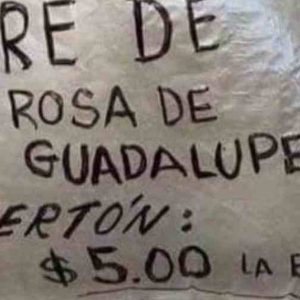 RE DE
ROSA DE
GUADALUPE
ERTÓN:
$5.00 LA